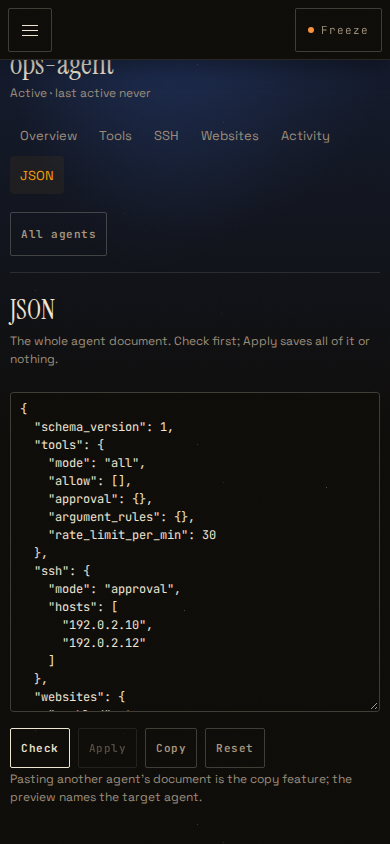 Freeze
ops-agent
Active · last active never
Overview Tools SSH Websites Activity
JSON
All agents
JSON
The whole agent document. Check first; Apply saves all of it or
nothing.
{
  "schema_version": 1,
  "tools": {
    "mode": "all",
    "allow": [],
    "approval": {},
    "argument_rules": {},
    "rate_limit_per_min": 30
  },
  "ssh": {
    "mode": "approval",
    "hosts": [
      "192.0.2.10",
      "192.0.2.12"
    ]
  },
  "websites": {
Check Apply Copy Reset
Pasting another agent's document is the copy feature; the
preview names the target agent.